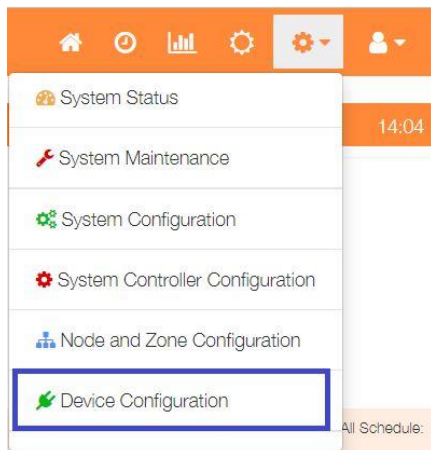 System Status
14:04
System Maintenance
System Configuration
System Controller Configuration
Node and Zone Configuration
Device Configuration
All Schedule: